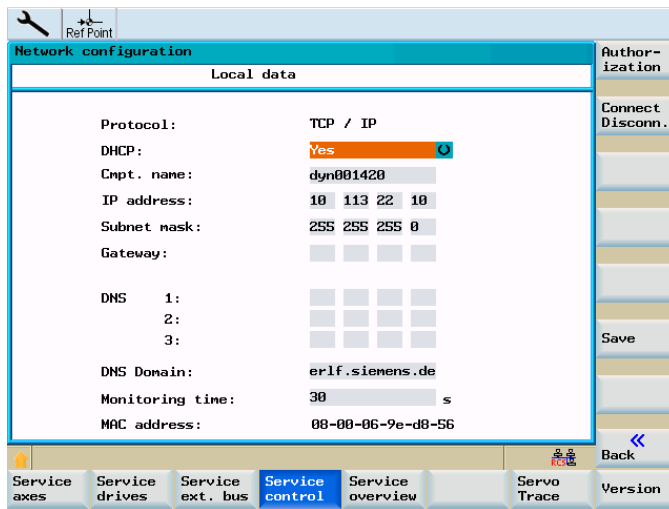 Ref Point
Network configuration
Local data
Protocol: TCP / IP
DHCP: Yes
Cmpt. name: dyn001420
IP address: 10 113 22 10
Subnet mask: 255 255 255 0
Gateway:
DNS 1:
2:
3:
DNS Domain: erlf.siemens.de
Monitoring time: 30 s
MAC address: 08-00-06-9e-d8-56
Author-
ization
Connect
Disconn.
Save
«
Back
RCS
Service
axes
Service
drives
Service
ext. bus
Service
control
Service
overview
Servo
Trace
Version